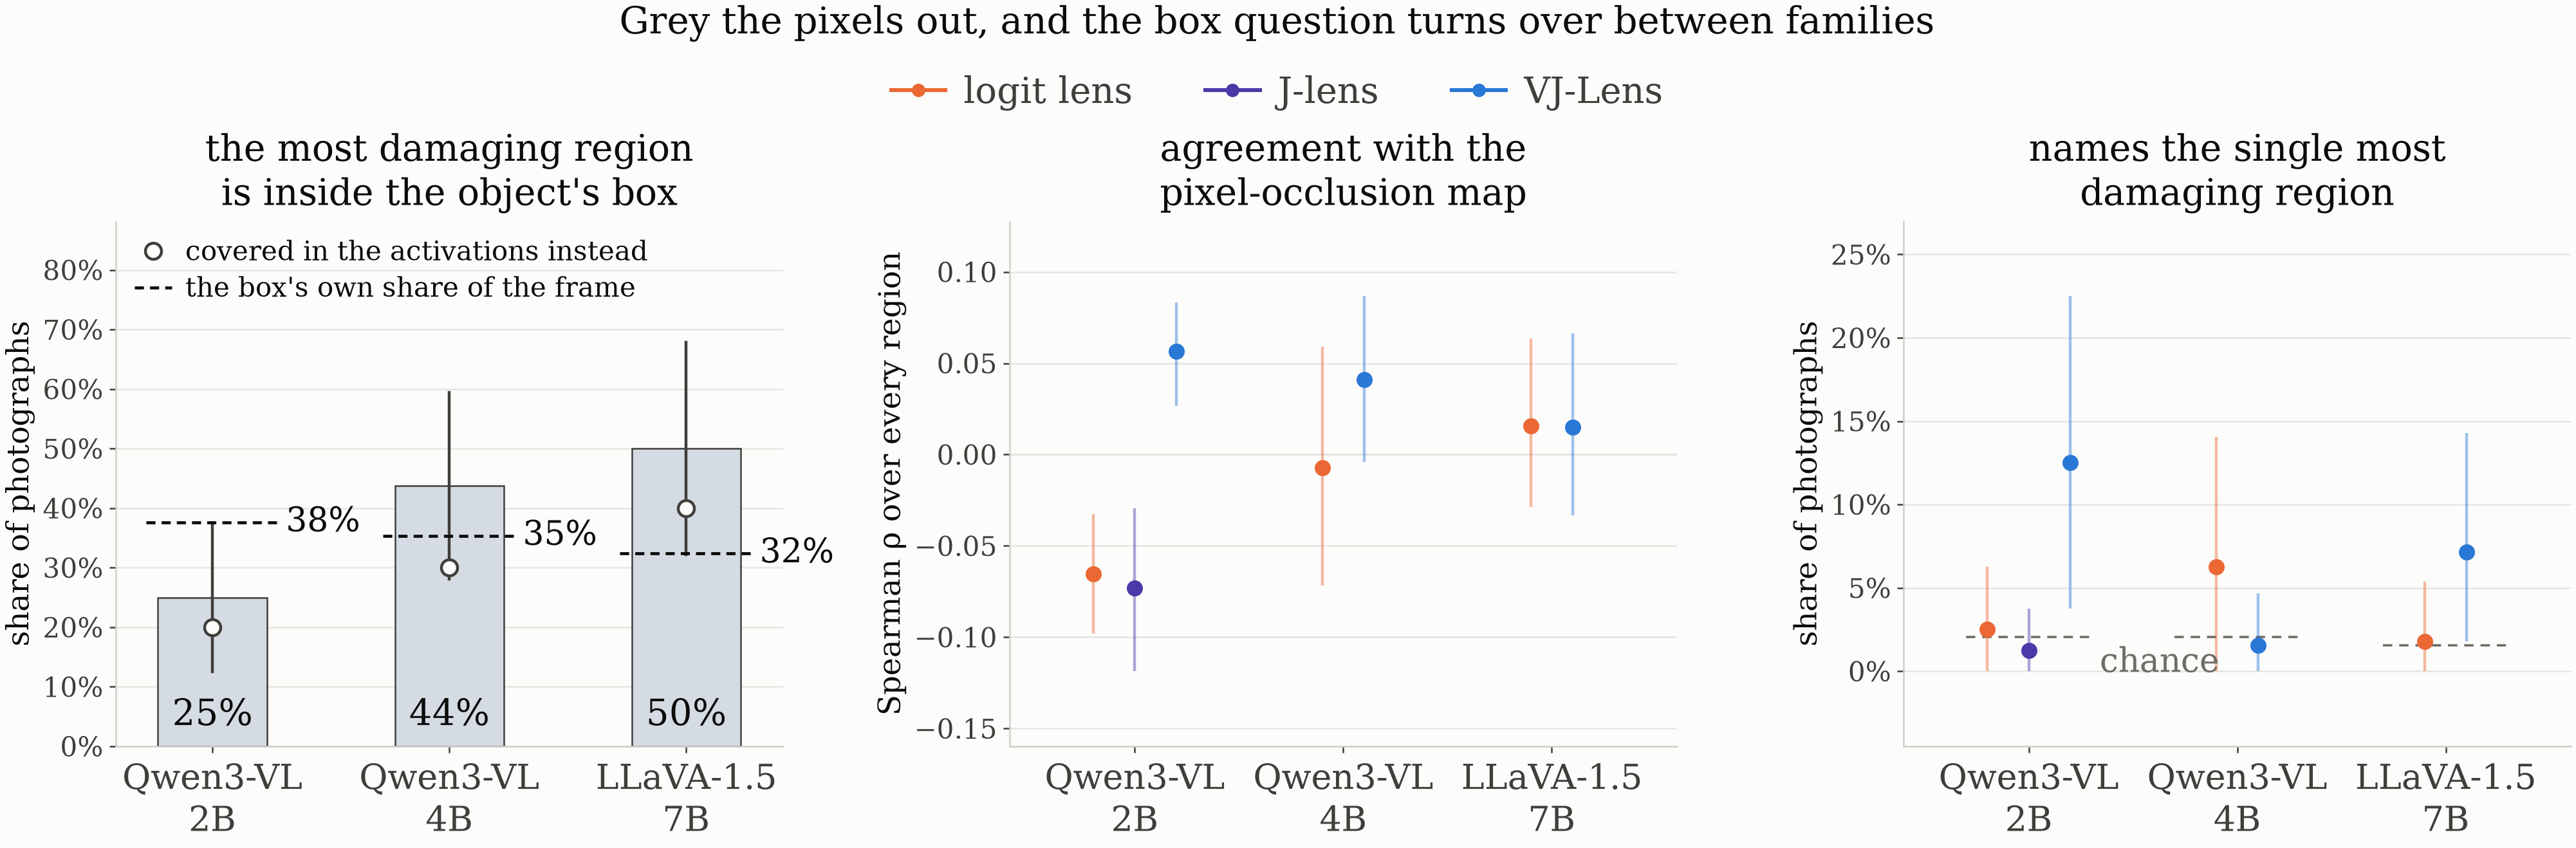 Grey the pixels out, and the box question turns over between families
logit lens
J-lens
VJ-Lens
the most damaging region
is inside the object's box
share of photographs
80%
70%
60%
50%
40%
30%
20%
10%
0%
covered in the activations instead
the box's own share of the frame
38%
35%
32%
25%
44%
50%
Qwen3-VL
2B
Qwen3-VL
4B
LLaVA-1.5
7B
agreement with the
pixel-occlusion map
Spearman ρ over every region
0.10
0.05
0.00
−0.05
−0.10
−0.15
Qwen3-VL
2B
Qwen3-VL
4B
LLaVA-1.5
7B
names the single most
damaging region
share of photographs
25%
20%
15%
10%
5%
0%
chance
Qwen3-VL
2B
Qwen3-VL
4B
LLaVA-1.5
7B